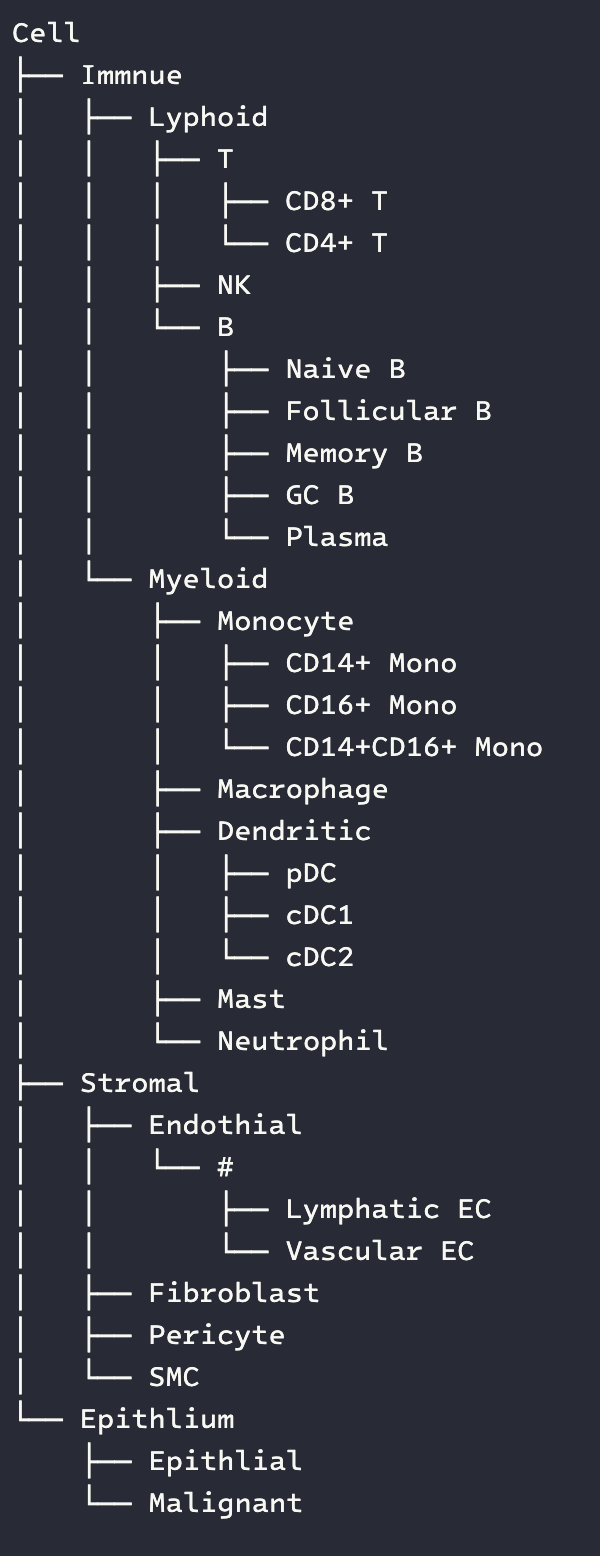 Cell
├── Immnue
│   ├── Lyphoid
│   │   ├── T
│   │   │   ├── CD8+ T
│   │   │   └── CD4+ T
│   │   ├── NK
│   │   └── B
│   │       ├── Naive B
│   │       ├── Follicular B
│   │       ├── Memory B
│   │       ├── GC B
│   │       └── Plasma
│   └── Myeloid
│       ├── Monocyte
│       │   ├── CD14+ Mono
│       │   ├── CD16+ Mono
│       │   └── CD14+CD16+ Mono
│       ├── Macrophage
│       ├── Dendritic
│       │   ├── pDC
│       │   ├── cDC1
│       │   └── cDC2
│       ├── Mast
│       └── Neutrophil
├── Stromal
│   ├── Endothial
│   │   └── #
│   │       ├── Lymphatic EC
│   │       └── Vascular EC
│   ├── Fibroblast
│   ├── Pericyte
│   └── SMC
└── Epithlium
    ├── Epithlial
    └── Malignant